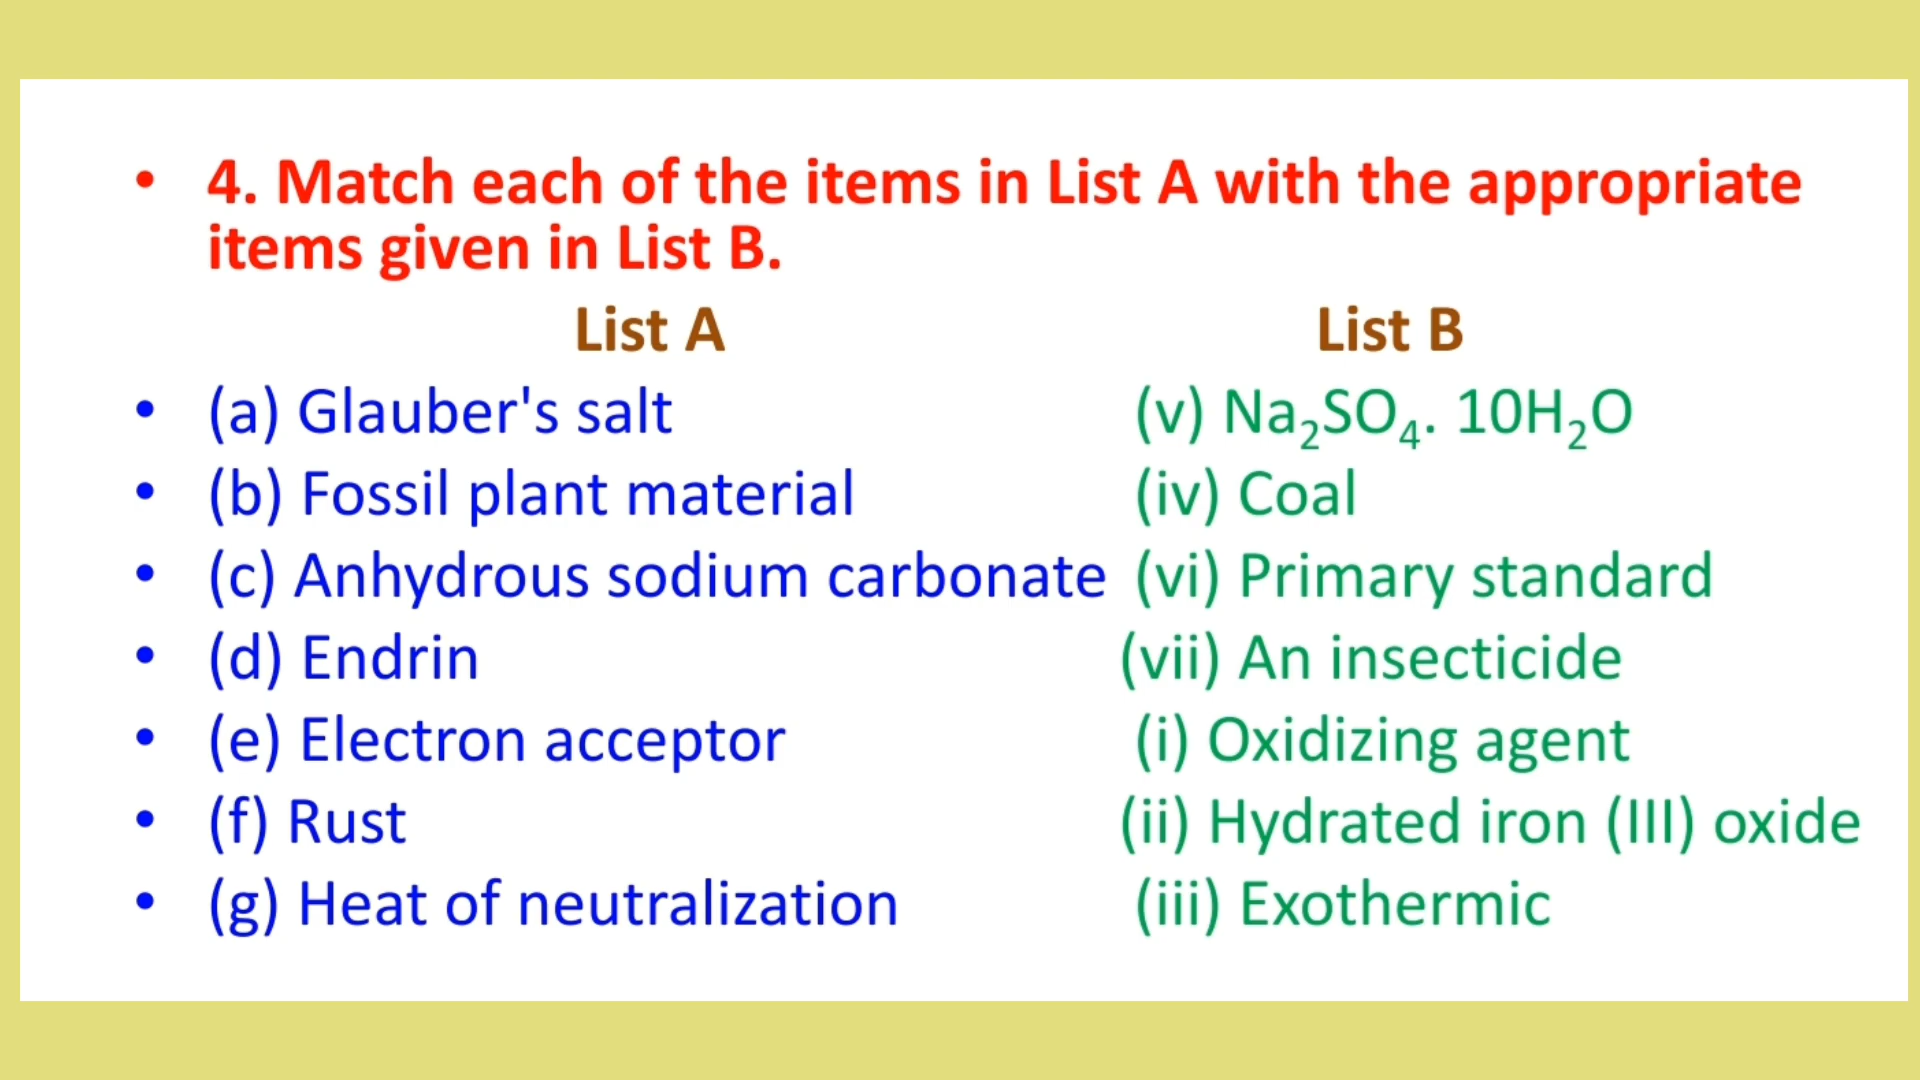 • 4. Match each of the items in List A with the appropriate
items given in List B.
List A List B
• (a) Glauber's salt (v) Na₂SO₄. 10H₂O
• (b) Fossil plant material (iv) Coal
• (c) Anhydrous sodium carbonate (vi) Primary standard
• (d) Endrin (vii) An insecticide
• (e) Electron acceptor (i) Oxidizing agent
• (f) Rust (ii) Hydrated iron (III) oxide
• (g) Heat of neutralization (iii) Exothermic